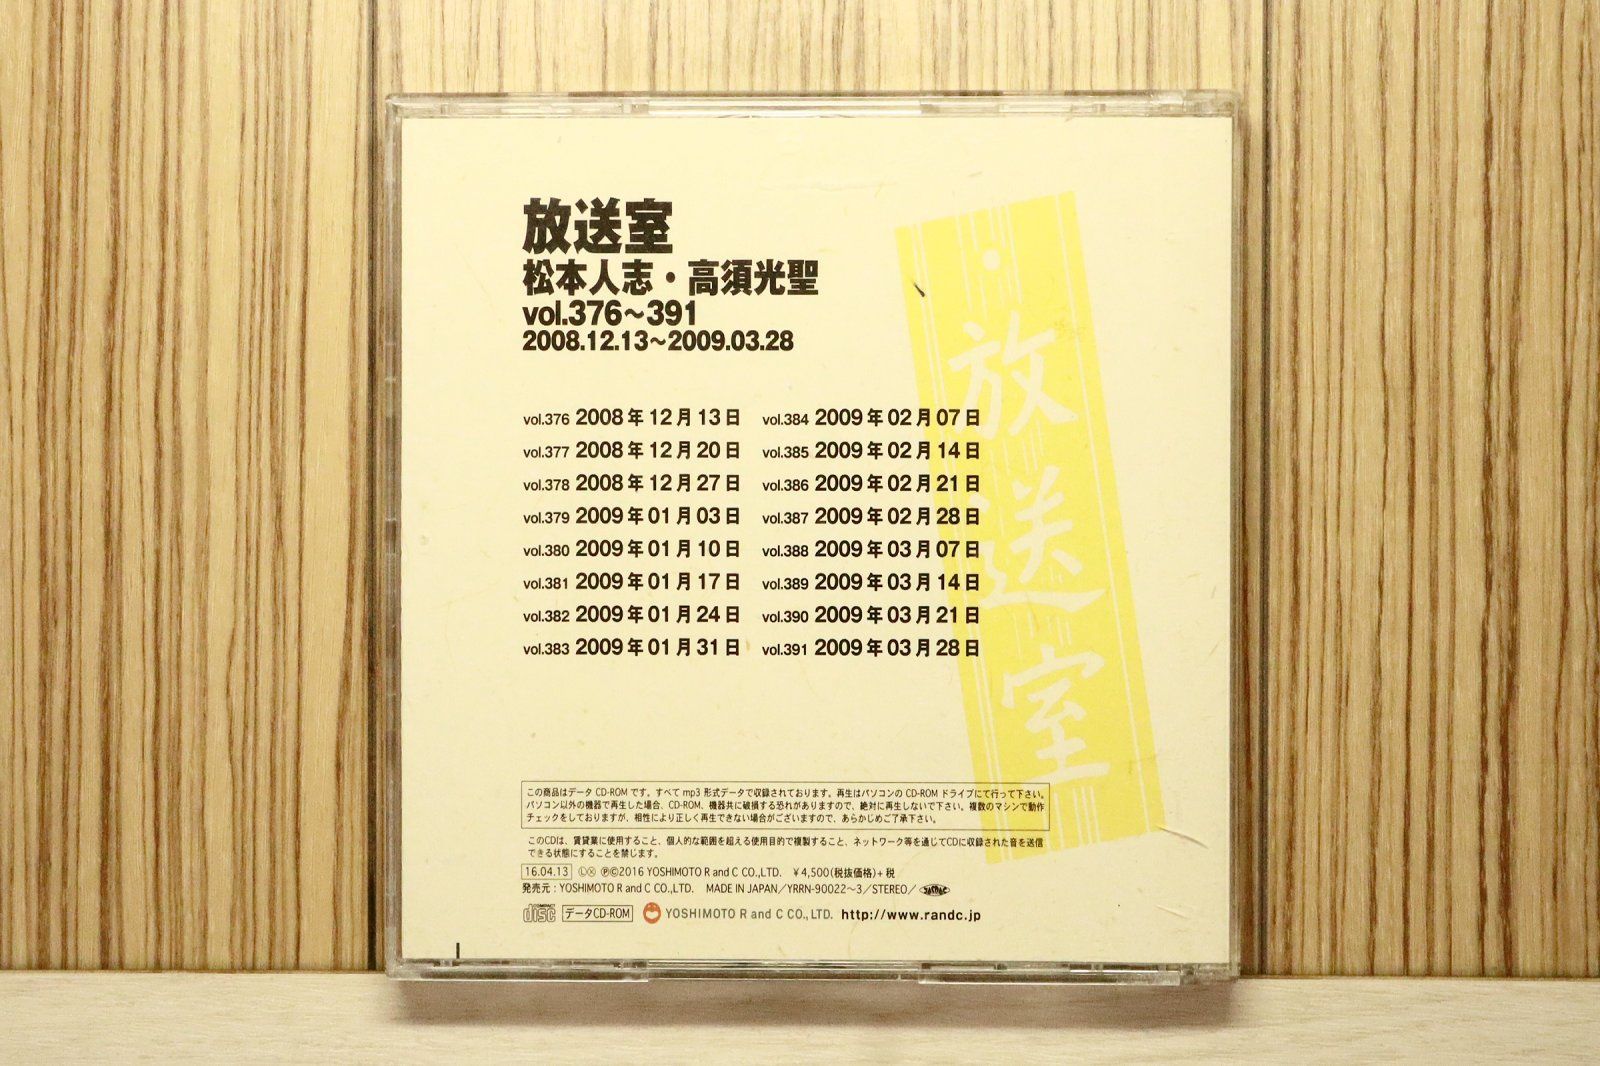 放送室
松本人志・高須光聖
vol.376～391
2008.12.13～2009.03.28
vol.376 2008年12月13日
vol.377 2008年12月20日
vol.378 2008年12月27日
vol.379 2009年01月03日
vol.380 2009年01月10日
vol.381 2009年01月17日
vol.382 2009年01月24日
vol.383 2009年01月31日
vol.384 2009年02月07日
vol.385 2009年02月14日
vol.386 2009年02月21日
vol.387 2009年02月28日
vol.388 2009年03月07日
vol.389 2009年03月14日
vol.390 2009年03月21日
vol.391 2009年03月28日
放送室
この商品はデータ CD-ROM です。すべて mp3 形式データで収録されております。再生はパソコンの CD-ROM ドライブにて行って下さい。
パソコン以外の機器で再生した場合、CD-ROM、機器共に破損する恐れがありますので、絶対に再生しないで下さい。複数のマシンで動作
チェックをしておりますが、相性により正しく再生できない場合がございますので、あらかじめご了承下さい。
このCDは、賃貸業に使用すること、個人的な範囲を超える使用目的で複製すること、ネットワーク等を通じてCDに収録された音を送信
できる状態にすることを禁じます。
16.04.13 Ⓛⓧ ℗©2016 YOSHIMOTO R and C CO.,LTD. ￥4,500(税抜価格)+税
発売元：YOSHIMOTO R and C CO.,LTD. MADE IN JAPAN／YRRN-90022～3／STEREO／
COMPACT disc データCD-ROM YOSHIMOTO R and C CO., LTD. http://www.randc.jp